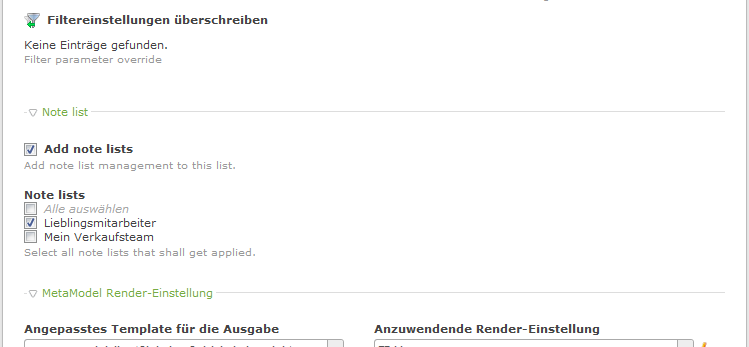 Filtereinstellungen überschreiben
Keine Einträge gefunden.
Filter parameter override
Note list
Add note lists
Add note list management to this list.
Note lists
Alle auswählen
Lieblingsmitarbeiter
Mein Verkaufsteam
Select all note lists that shall get applied.
MetaModel Render-Einstellung
Angepasstes Template für die Ausgabe
Anzuwendende Render-Einstellung